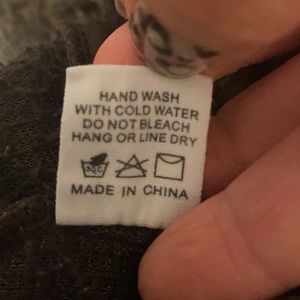 HAND WASH
WITH COLD WATER
DO NOT BLEACH
HANG OR LINE DRY
MADE IN CHINA